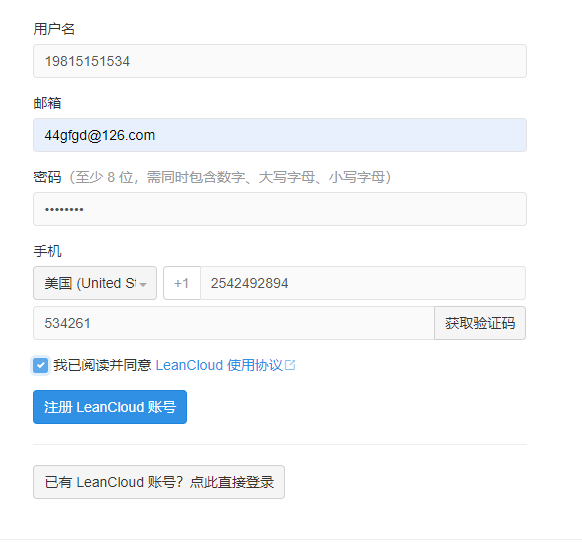 用户名
19815151534
邮箱
44gfgd@126.com
密码（至少 8 位，需同时包含数字、大写字母、小写字母）
••••••••
手机
美国 (United St +1 2542492894
534261 获取验证码
我已阅读并同意 LeanCloud 使用协议
注册 LeanCloud 账号
已有 LeanCloud 账号？点此直接登录